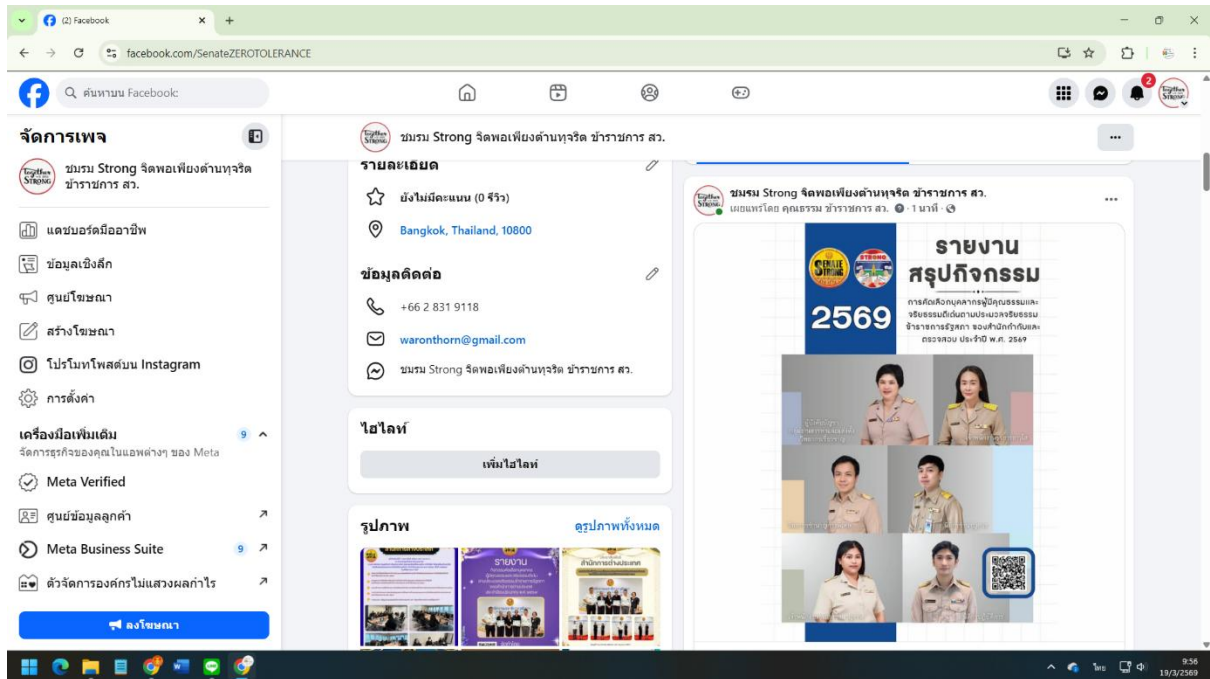 (2) Facebook
facebook.com/SenateZEROTOLERANCE
ค้นหาบน Facebook:
2
จัดการเพจ
ชมรม Strong จิตพอเพียงต้านทุจริต
ข้าราชการ สว.
แดชบอร์ดมืออาชีพ
ข้อมูลเชิงลึก
ศูนย์โฆษณา
สร้างโฆษณา
โปรโมทโพสต์บน Instagram
การตั้งค่า
เครื่องมือเพิ่มเติม
9
จัดการธุรกิจของคุณในแอพต่างๆ ของ Meta
Meta Verified
ศูนย์ข้อมูลลูกค้า
Meta Business Suite
9
ตัวจัดการองค์กรไม่แสวงผลกำไร
ลงโฆษณา
ชมรม Strong จิตพอเพียงต้านทุจริต ข้าราชการ สว.
รายละเอียด
ยังไม่มีคะแนน (0 รีวิว)
Bangkok, Thailand, 10800
ข้อมูลติดต่อ
+66 2 831 9118
waronthorn@gmail.com
ชมรม Strong จิตพอเพียงต้านทุจริต ข้าราชการ สว.
ไฮไลท์
เพิ่มไฮไลท์
รูปภาพ
ดูรูปภาพทั้งหมด
รายงาน
สำนักการต่างประเทศ
ชมรม Strong จิตพอเพียงต้านทุจริต ข้าราชการ สว.
เผยแพร่โดย คุณธรรม ข้าราชการ สว. · 1 นาที ·
SENATE
STRONG
STRONG
รายงาน
สรุปกิจกรรม
2569
การคัดเลือกบุคลากรผู้มีคุณธรรมและ
จริยธรรมดีเด่นตามประมวลจริยธรรม
ข้าราชการรัฐสภา ของสำนักกำกับและ
ตรวจสอบ ประจำปี พ.ศ. 2569
ไทย
9:56
19/3/2569